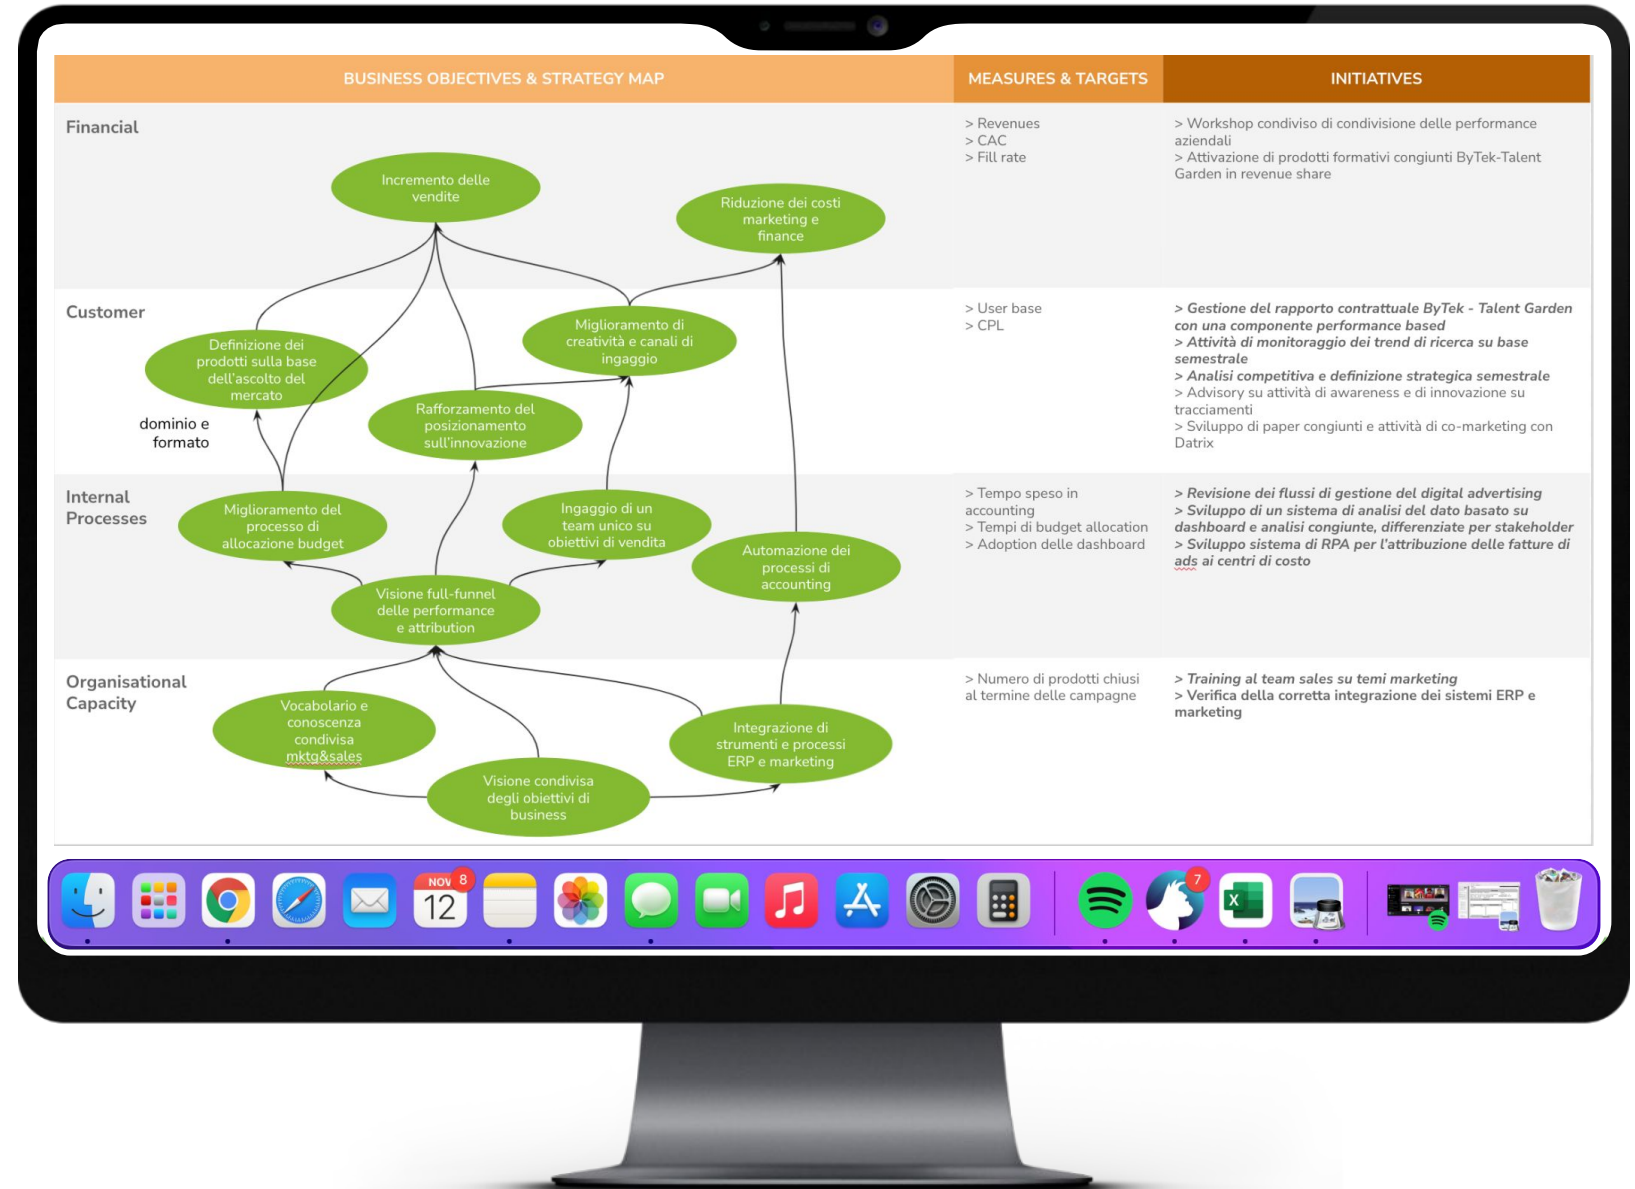 BUSINESS OBJECTIVES & STRATEGY MAP
MEASURES & TARGETS
INITIATIVES
Financial
Incremento delle
vendite
Riduzione dei costi
marketing e
finance
> Revenues
> CAC
> Fill rate
> Workshop condiviso di condivisione delle performance
aziendali
> Attivazione di prodotti formativi congiunti ByTek-Talent
Garden in revenue share
Customer
Definizione dei
prodotti sulla base
dell'ascolto del
mercato
dominio e
formato
Miglioramento di
creatività e canali di
ingaggio
Rafforzamento del
posizionamento
sull'innovazione
> User base
> CPL
> Gestione del rapporto contrattuale ByTek - Talent Garden
con una componente performance based
> Attività di monitoraggio dei trend di ricerca su base
semestrale
> Analisi competitiva e definizione strategica semestrale
> Advisory su attività di awareness e di innovazione su
tracciamenti
> Sviluppo di paper congiunti e attività di co-marketing con
Datrix
Internal
Processes
Miglioramento del
processo di
allocazione budget
Ingaggio di un
team unico su
obiettivi di vendita
Automazione dei
processi di
accounting
Visione full-funnel
delle performance
e attribution
> Tempo speso in
accounting
> Tempi di budget allocation
> Adoption delle dashboard
> Revisione dei flussi di gestione del digital advertising
> Sviluppo di un sistema di analisi del dato basato su
dashboard e analisi congiunte, differenziate per stakeholder
> Sviluppo sistema di RPA per l'attribuzione delle fatture di
ads ai centri di costo
Organisational
Capacity
Vocabolario e
conoscenza
condivisa
mktg&sales
Integrazione di
strumenti e processi
ERP e marketing
Visione condivisa
degli obiettivi di
business
> Numero di prodotti chiusi
al termine delle campagne
> Training al team sales su temi marketing
> Verifica della corretta integrazione dei sistemi ERP e
marketing
NOV 8
12
7
X